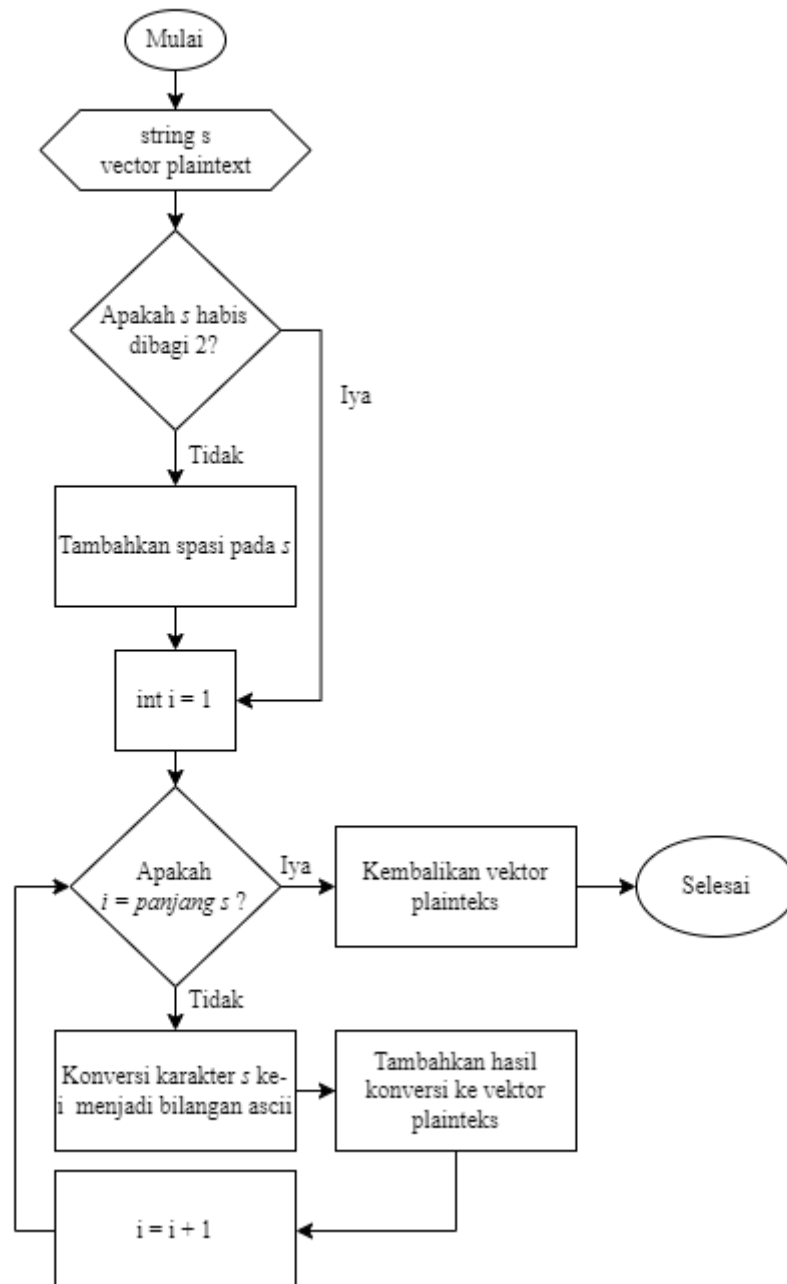 Mulai
string s
vector plaintext
Apakah s habis
dibagi 2?
Iya
Tidak
Tambahkan spasi pada s
int i = 1
Apakah
i = panjang s ?
Iya
Kembalikan vektor
plainteks
Selesai
Tidak
Konversi karakter s ke-
i menjadi bilangan ascii
Tambahkan hasil
konversi ke vektor
plainteks
i = i + 1